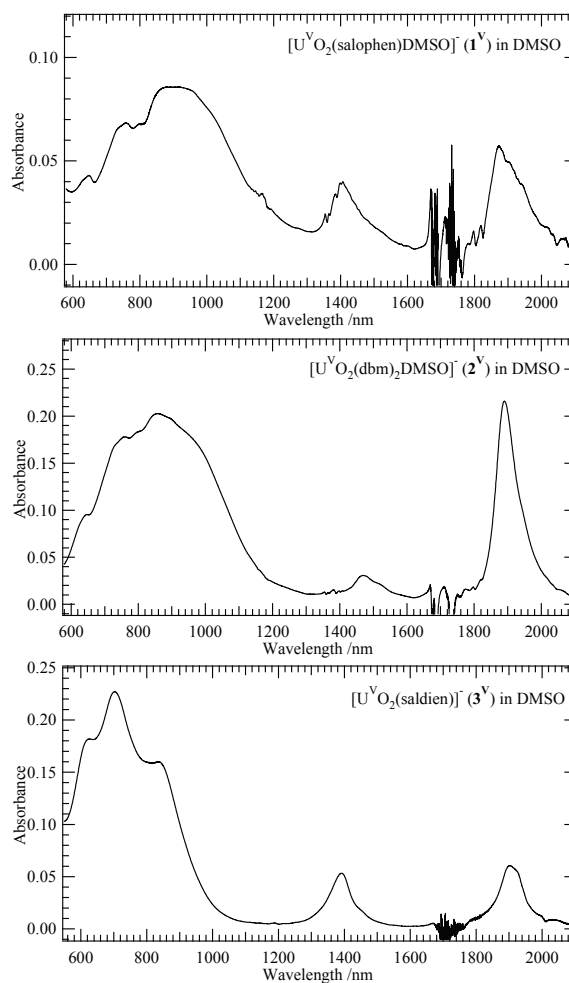 [U^V O₂(salophen)DMSO]⁻ (1^V) in DMSO
0.10
0.05
0.00
Absorbance
600 800 1000 1200 1400 1600 1800 2000
Wavelength /nm
[U^V O₂(dbm)₂DMSO]⁻ (2^V) in DMSO
0.25
0.20
0.15
0.10
0.05
0.00
Absorbance
600 800 1000 1200 1400 1600 1800 2000
Wavelength /nm
[U^V O₂(saldien)]⁻ (3^V) in DMSO
0.25
0.20
0.15
0.10
0.05
0.00
Absorbance
600 800 1000 1200 1400 1600 1800 2000
Wavelength /nm